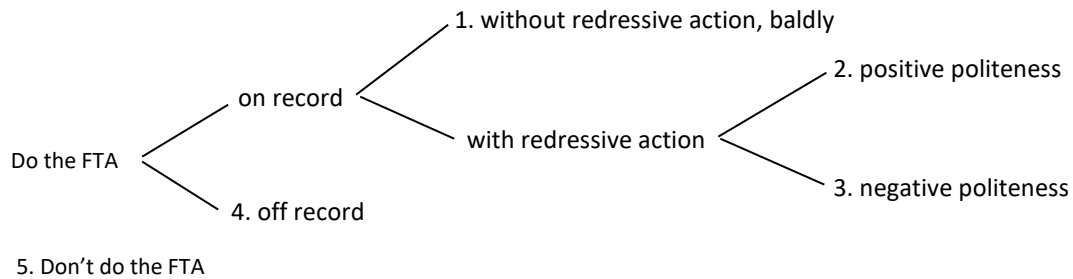 1. without redressive action, baldly
2. positive politeness
on record
with redressive action
Do the FTA
3. negative politeness
4. off record
5. Don’t do the FTA